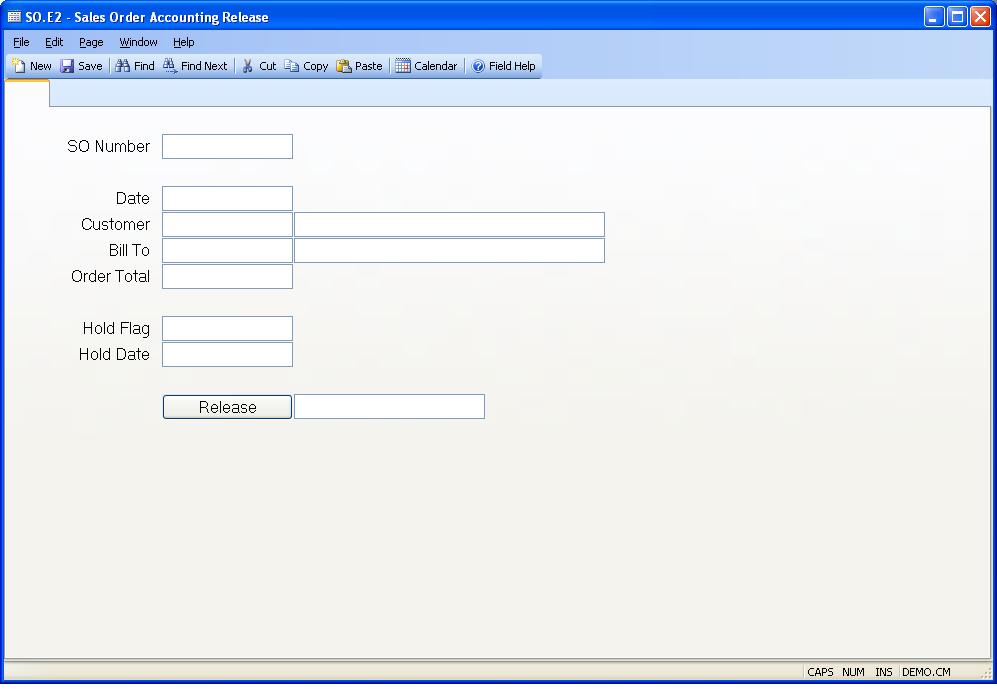 SO.E2 - Sales Order Accounting Release
File Edit Page Window Help
New Save Find Find Next Cut Copy Paste Calendar Field Help
SO Number
Date
Customer
Bill To
Order Total
Hold Flag
Hold Date
Release
CAPS NUM INS DEMO.CM